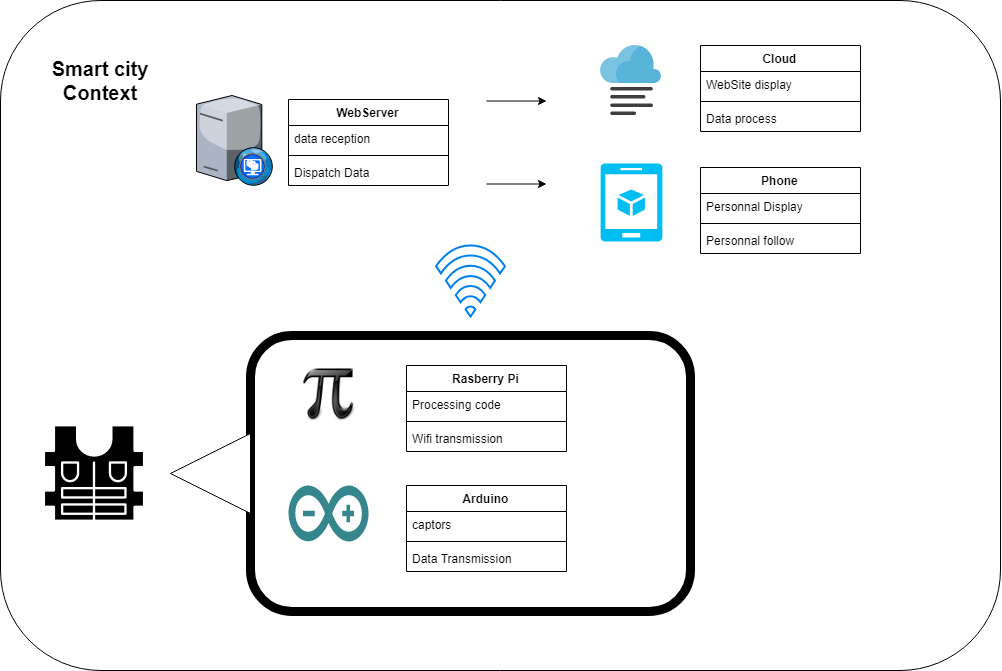 Smart city
Context
WebServer
data reception
Dispatch Data
Cloud
WebSite display
Data process
Phone
Personnal Display
Personnal follow
Rasberry Pi
Processing code
Wifi transmission
Arduino
captors
Data Transmission